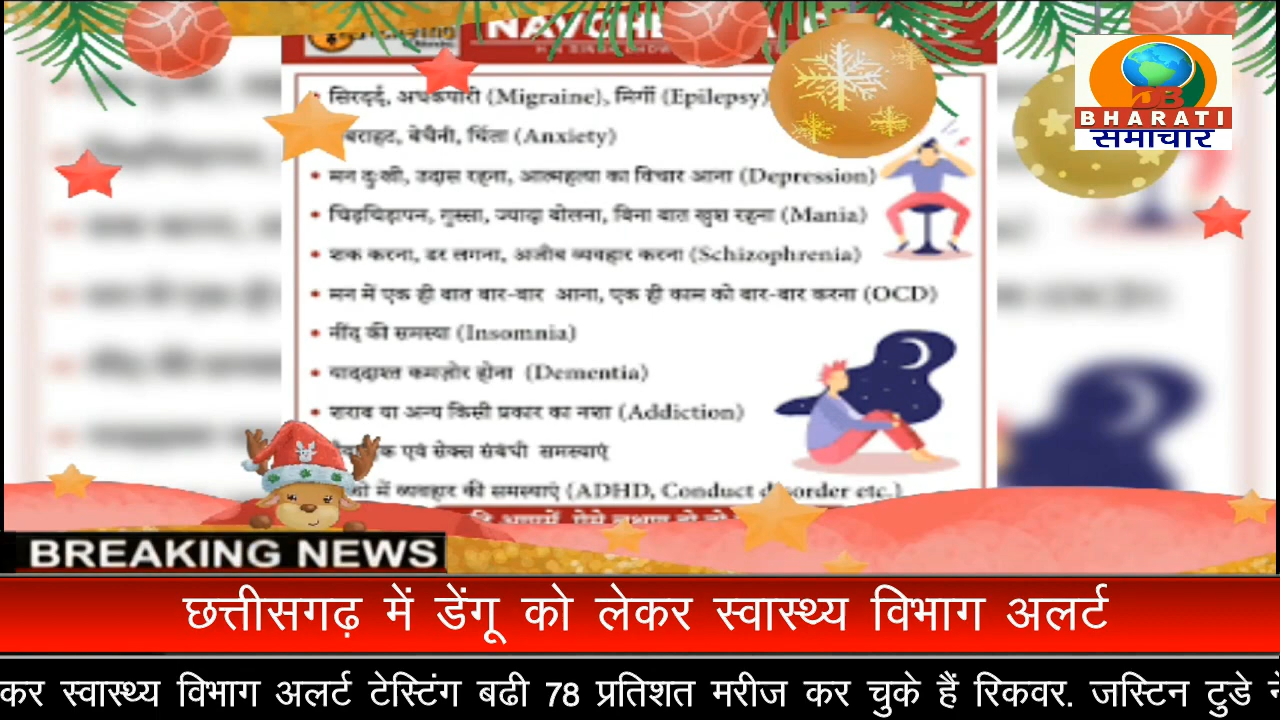 • सिरदर्द, अधकपारी (Migraine), मिर्गी (Epilepsy)
बराहट, बेचैनी, चिंता (Anxiety)
• मन दुःखी, उदास रहना, आत्महत्या का विचार आना (Depression)
• चिड़चिड़ापन, गुस्सा, ज्यादा बोलना, बिना बात खुश रहना (Mania)
• शक करना, डर लगना, अजीब व्यवहार करना (Schizophrenia)
• मन में एक ही बात बार-बार आना, एक ही काम को बार-बार करना (OCD)
• नींद की समस्या (Insomnia)
• याददाश्त कमज़ोर होना (Dementia)
• शराब या अन्य किसी प्रकार का नशा (Addiction)
एवं सेक्स संबंधी समस्याएं
में व्यवहार की समस्याएं (ADHD, Conduct etc.)
DB
BHARATI
समाचार
BREAKING NEWS
छत्तीसगढ़ में डेंगू को लेकर स्वास्थ्य विभाग अलर्ट
कर स्वास्थ्य विभाग अलर्ट टेस्टिंग बढी 78 प्रतिशत मरीज कर चुके हैं रिकवर. जस्टिन टुडे ने